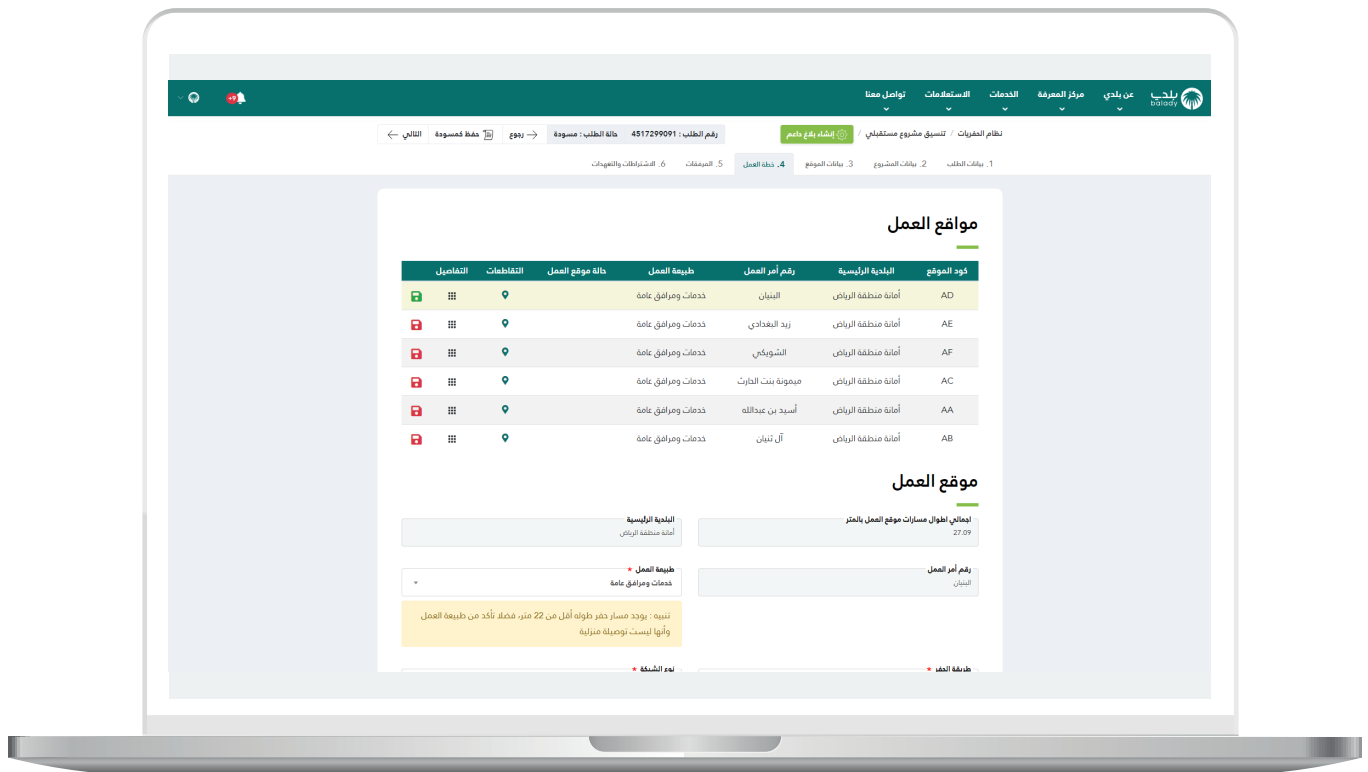 بلدي balady عن بلدي مركز المعرفة الخدمات الاستعلامات تواصل معنا +9
نظام الحفريات / تنسيق مشروع مستقبلي / إنشاء بلاغ داعم رقم الطلب : 4517299091 حالة الطلب : مسودة رجوع حفظ كمسودة التالي
1. بيانات الطلب 2. بيانات المشروع 3. بيانات الموقع 4. خطة العمل 5. المرفقات 6. الاشتراطات والتعهدات
مواقع العمل
كود الموقع البلدية الرئيسية رقم أمر العمل طبيعة العمل حالة موقع العمل التقاطعات التفاصيل
AD أمانة منطقة الرياض البنيان خدمات ومرافق عامة
AE أمانة منطقة الرياض زيد البغدادي خدمات ومرافق عامة
AF أمانة منطقة الرياض الشويكي خدمات ومرافق عامة
AC أمانة منطقة الرياض ميمونة بنت الحارث خدمات ومرافق عامة
AA أمانة منطقة الرياض أسيد بن عبدالله خدمات ومرافق عامة
AB أمانة منطقة الرياض آل ثنيان خدمات ومرافق عامة
موقع العمل
اجمالي اطوال مسارات موقع العمل بالمتر البلدية الرئيسية
27.09 أمانة منطقة الرياض
رقم أمر العمل طبيعة العمل *
البنيان خدمات ومرافق عامة
تنبيه : يوجد مسار حفر طوله أقل من 22 متر، فضلا تأكد من طبيعة العمل
وأنها ليست توصيلة منزلية
طريقة الحفر * نوع الشبكة *